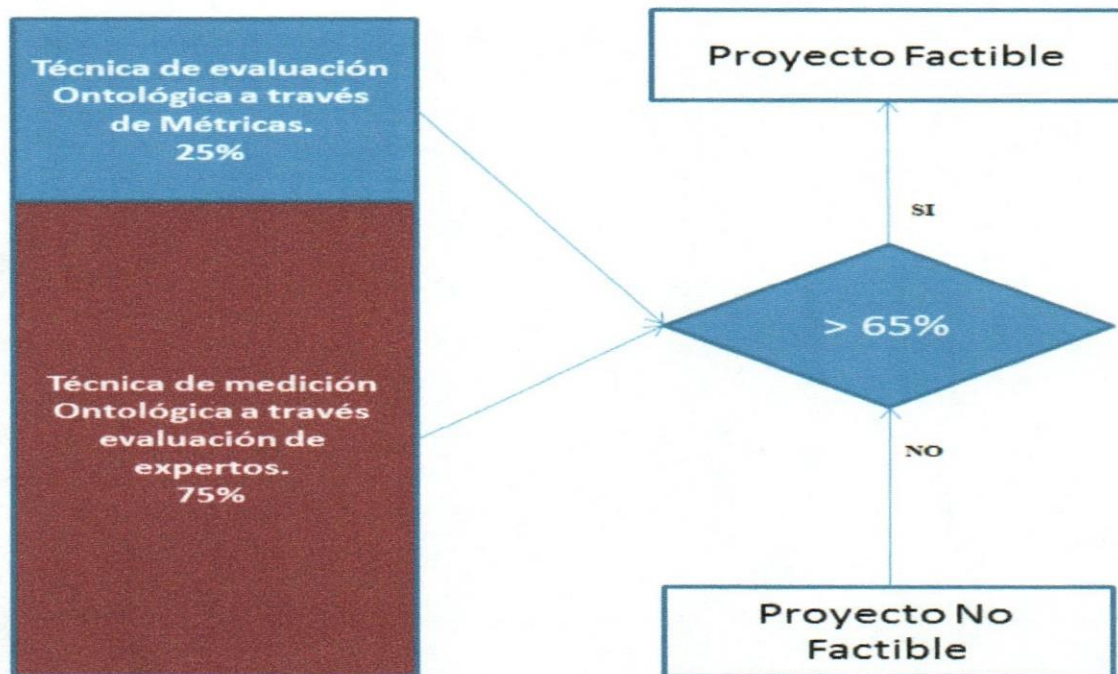 Técnica de evaluación
Ontológica a través
de Métricas.
25%
Técnica de medición
Ontológica a través
evaluación de
expertos.
75%
Proyecto Factible
SI
> 65%
NO
Proyecto No
Factible